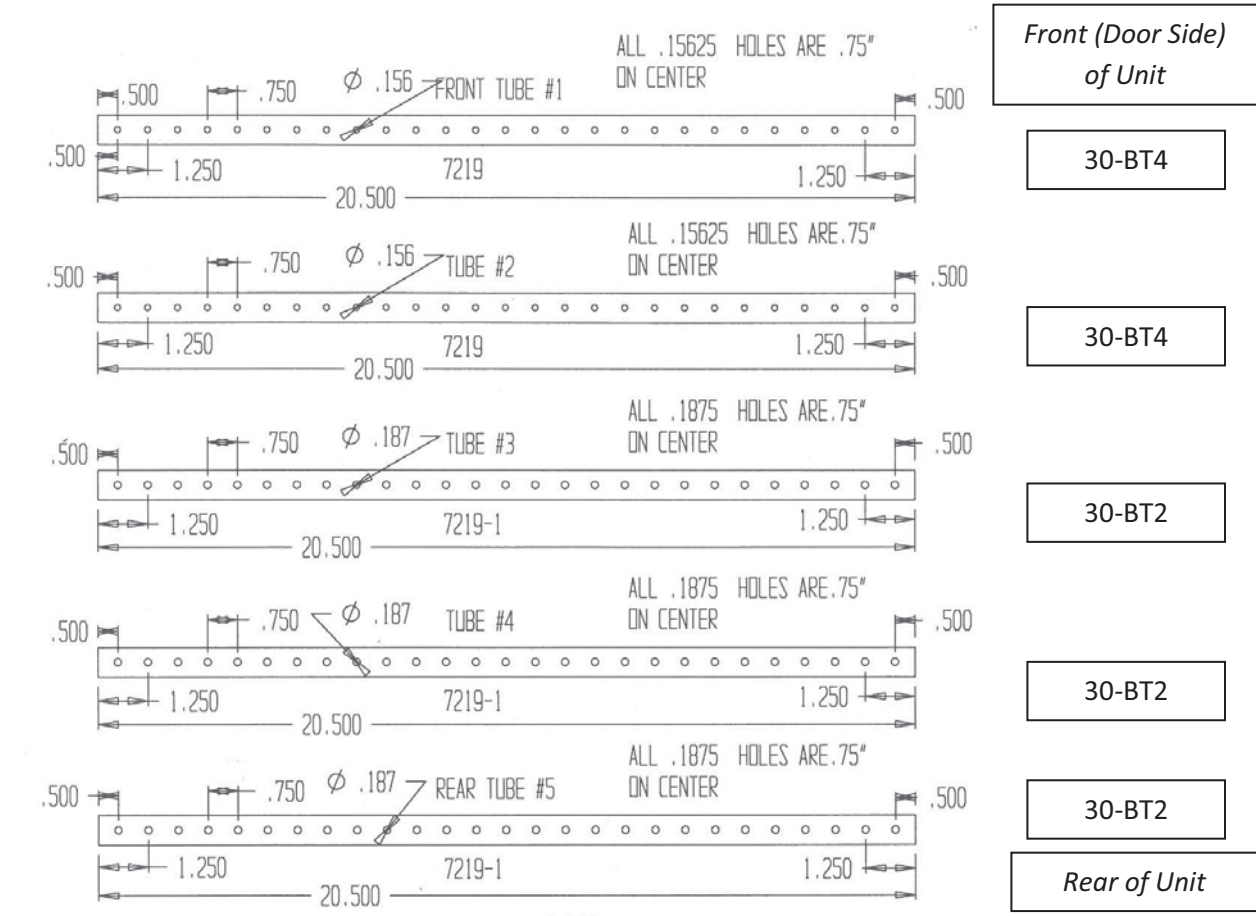 ALL .15625 HOLES ARE .75"
ON CENTER
Front (Door Side)
of Unit
.500
.750
Ø .156
FRONT TUBE #1
.500
.500
1.250
7219
1.250
20.500
30-BT4
ALL .15625 HOLES ARE.75"
ON CENTER
.500
.750
Ø .156
TUBE #2
.500
1.250
7219
1.250
20.500
30-BT4
ALL .1875 HOLES ARE.75"
ON CENTER
.500
.750
Ø .187
TUBE #3
.500
1.250
7219-1
1.250
20.500
30-BT2
ALL .1875 HOLES ARE.75"
ON CENTER
.500
.750
Ø .187
TUBE #4
.500
1.250
7219-1
1.250
20.500
30-BT2
ALL .1875 HOLES ARE.75"
ON CENTER
.500
.750
Ø .187
REAR TUBE #5
.500
1.250
7219-1
1.250
20.500
30-BT2
Rear of Unit